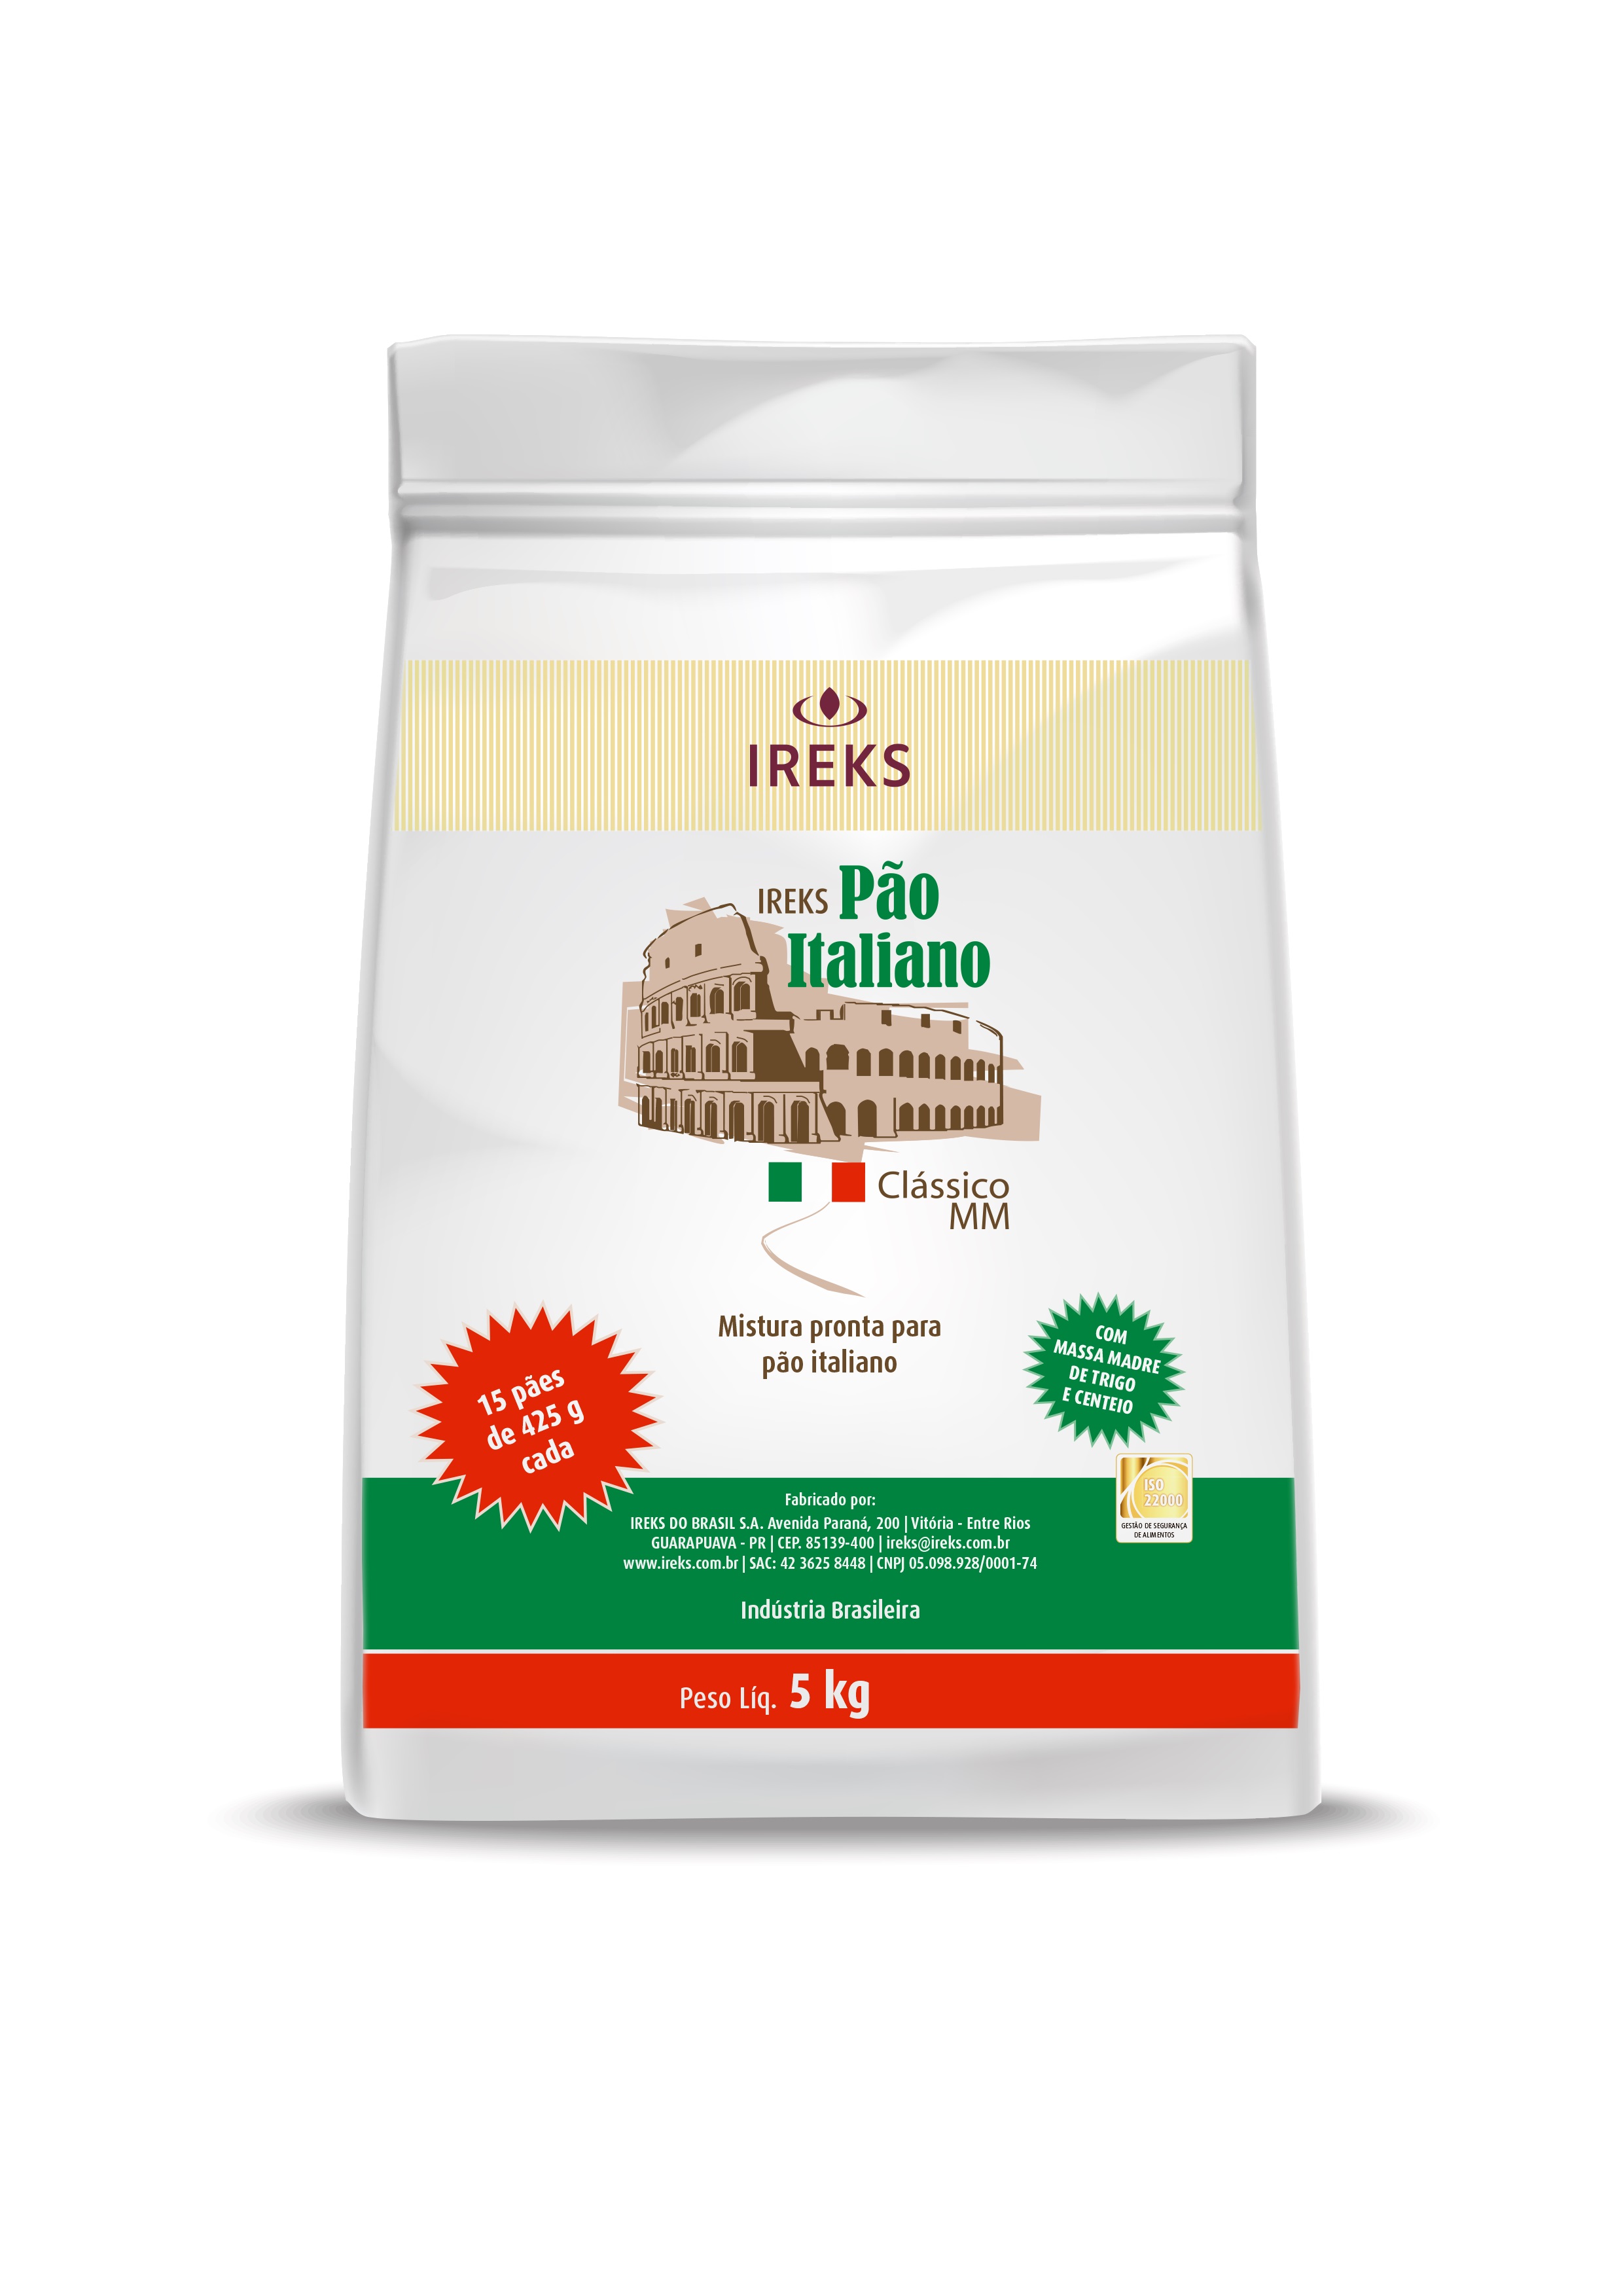 IREKS
IREKS Pão
Italiano
Clássico
MM
Mistura pronta para
pão italiano
15 pães
de 425 g
cada
COM
MASSA MADRE
DE TRIGO
E CENTEIO
ISO
22000
GESTÃO DE SEGURANÇA
DE ALIMENTOS
Fabricado por:
IREKS DO BRASIL S.A. Avenida Paraná, 200 | Vitória - Entre Rios
GUARAPUAVA - PR | CEP. 85139-400 | ireks@ireks.com.br
www.ireks.com.br | SAC: 42 3625 8448 | CNPJ 05.098.928/0001-74
Indústria Brasileira
Peso Líq. 5 kg